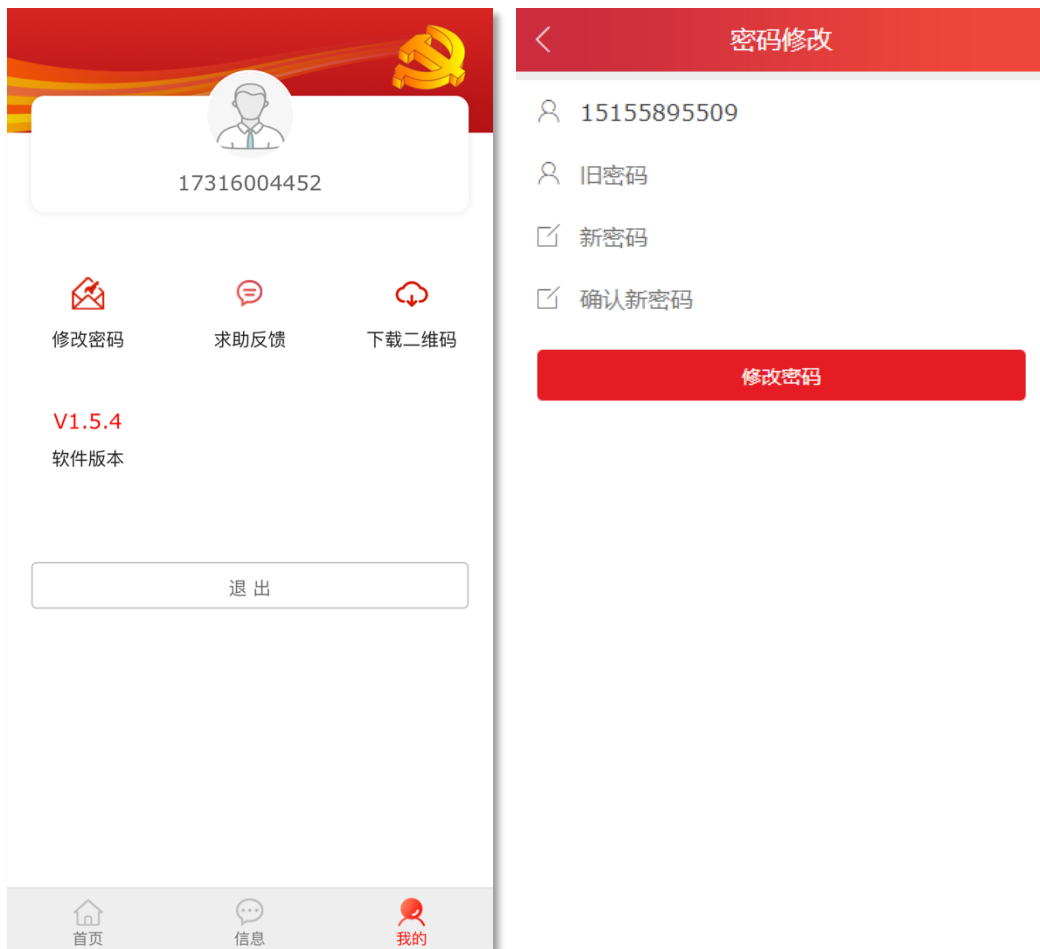 17316004452
修改密码
求助反馈
下载二维码
V1.5.4
软件版本
退 出
首页
信息
我的
密码修改
15155895509
旧密码
新密码
确认新密码
修改密码